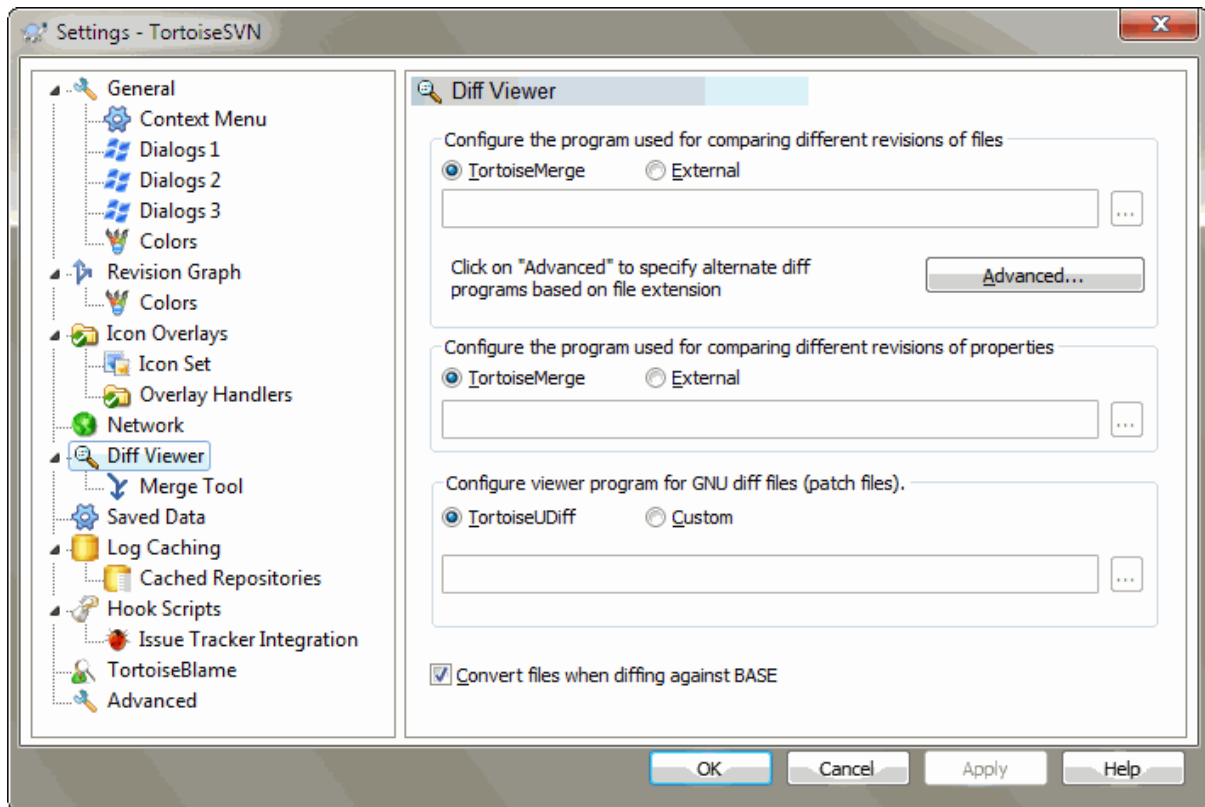 Settings - TortoiseSVN
X
General
Context Menu
Dialogs 1
Dialogs 2
Dialogs 3
Colors
Revision Graph
Colors
Icon Overlays
Icon Set
Overlay Handlers
Network
Diff Viewer
Merge Tool
Saved Data
Log Caching
Cached Repositories
Hook Scripts
Issue Tracker Integration
TortoiseBlame
Advanced
Diff Viewer
Configure the program used for comparing different revisions of files
TortoiseMerge External
...
Click on "Advanced" to specify alternate diff
programs based on file extension
Advanced...
Configure the program used for comparing different revisions of properties
TortoiseMerge External
...
Configure viewer program for GNU diff files (patch files).
TortoiseUDiff Custom
...
Convert files when diffing against BASE
OK Cancel Apply Help